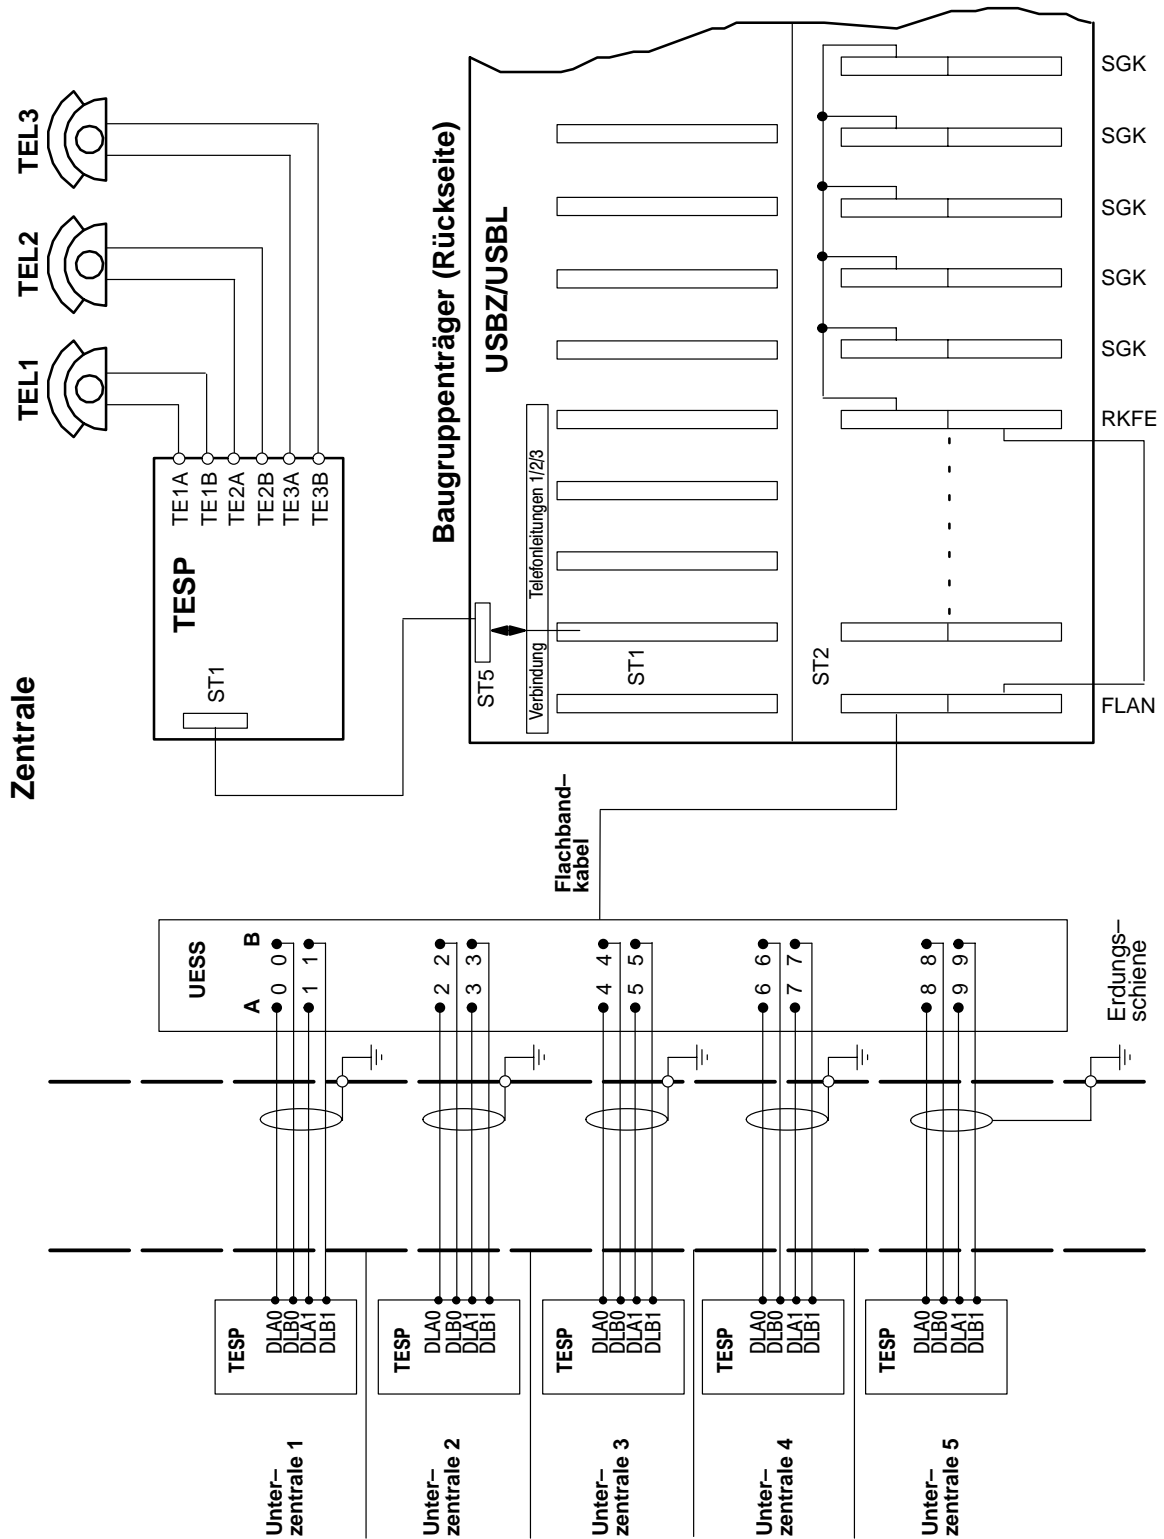 Zentrale
TEL1
TEL2
TEL3
TESP
ST1
TE1A
TE1B
TE2A
TE2B
TE3A
TE3B
Baugruppenträger (Rückseite)
USBZ/USBL
ST5
Verbindung
Telefonleitungen 1/2/3
ST1
ST2
FLAN
RKFE
SGK
SGK
SGK
SGK
SGK
Flachband–
kabel
UESS
A
B
0 0
1 1
2 2
3 3
4 4
5 5
6 6
7 7
8 8
9 9
Erdungs–
schiene
TESP
DLA0
DLB0
DLA1
DLB1
TESP
DLA0
DLB0
DLA1
DLB1
TESP
DLA0
DLB0
DLA1
DLB1
TESP
DLA0
DLB0
DLA1
DLB1
TESP
DLA0
DLB0
DLA1
DLB1
Unter–
zentrale 1
Unter–
zentrale 2
Unter–
zentrale 3
Unter–
zentrale 4
Unter–
zentrale 5